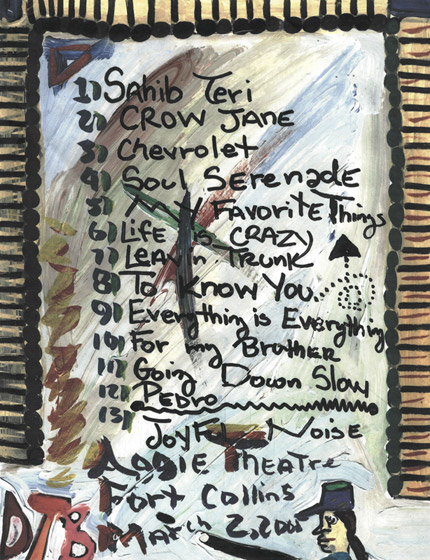 1) Sahib Teri
2) CROW JANE
3) Chevrolet
4) Soul Serenade
5) MY FAVORITE Things
6) Life is CRAZY
7) Leavin TRUNK
8) To Know You...
9) Everything is Everything
10) For my Brother
11) Going Down Slow
12) Pedro
13)
JOYFUL NOISE
AGGIE Theatre
Fort Collins
March 2, 2001
DTB